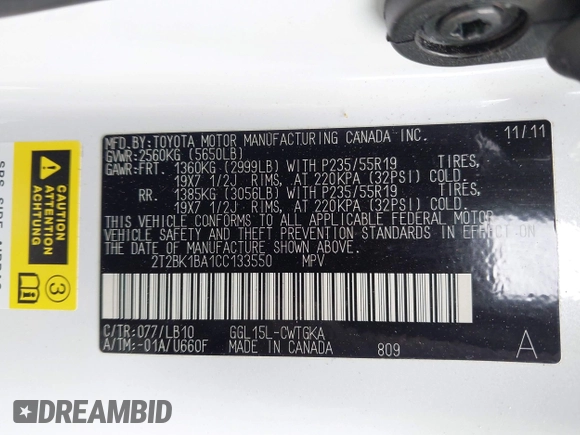 MFD.BY:TOYOTA MOTOR MANUFACTURING CANADA INC. 11/11
GVWR:2560KG (5650LB)
GAWR:FRT. 1360KG (2999LB) WITH P235/55R19 TIRES,
19X7 1/2J RIMS, AT 220KPA (32PSI) COLD.
RR. 1385KG (3056LB) WITH P235/55R19 TIRES,
19X7 1/2J RIMS, AT 220KPA (32PSI) COLD.
THIS VEHICLE CONFORMS TO ALL APPLICABLE FEDERAL MOTOR
VEHICLE SAFETY AND THEFT PREVENTION STANDARDS IN EFFECT
ON THE DATE OF MANUFACTURE SHOWN ABOVE.
2T2BK1BA1CC133550 MPV
C/TR:077/LB10 GGL15L-CWTGKA
A/TM:-01A/U660F MADE IN CANADA 809 A
3
DREAMBID